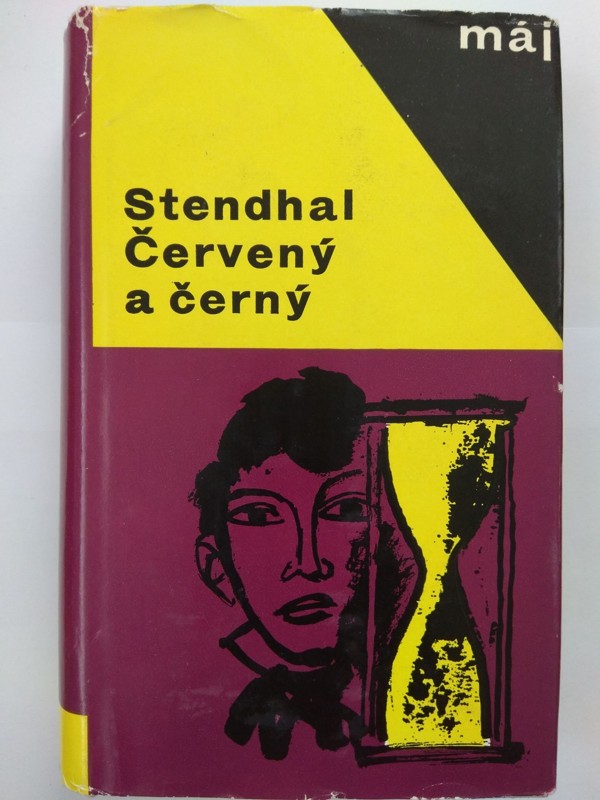 máj
Stendhal
Červený
a černý